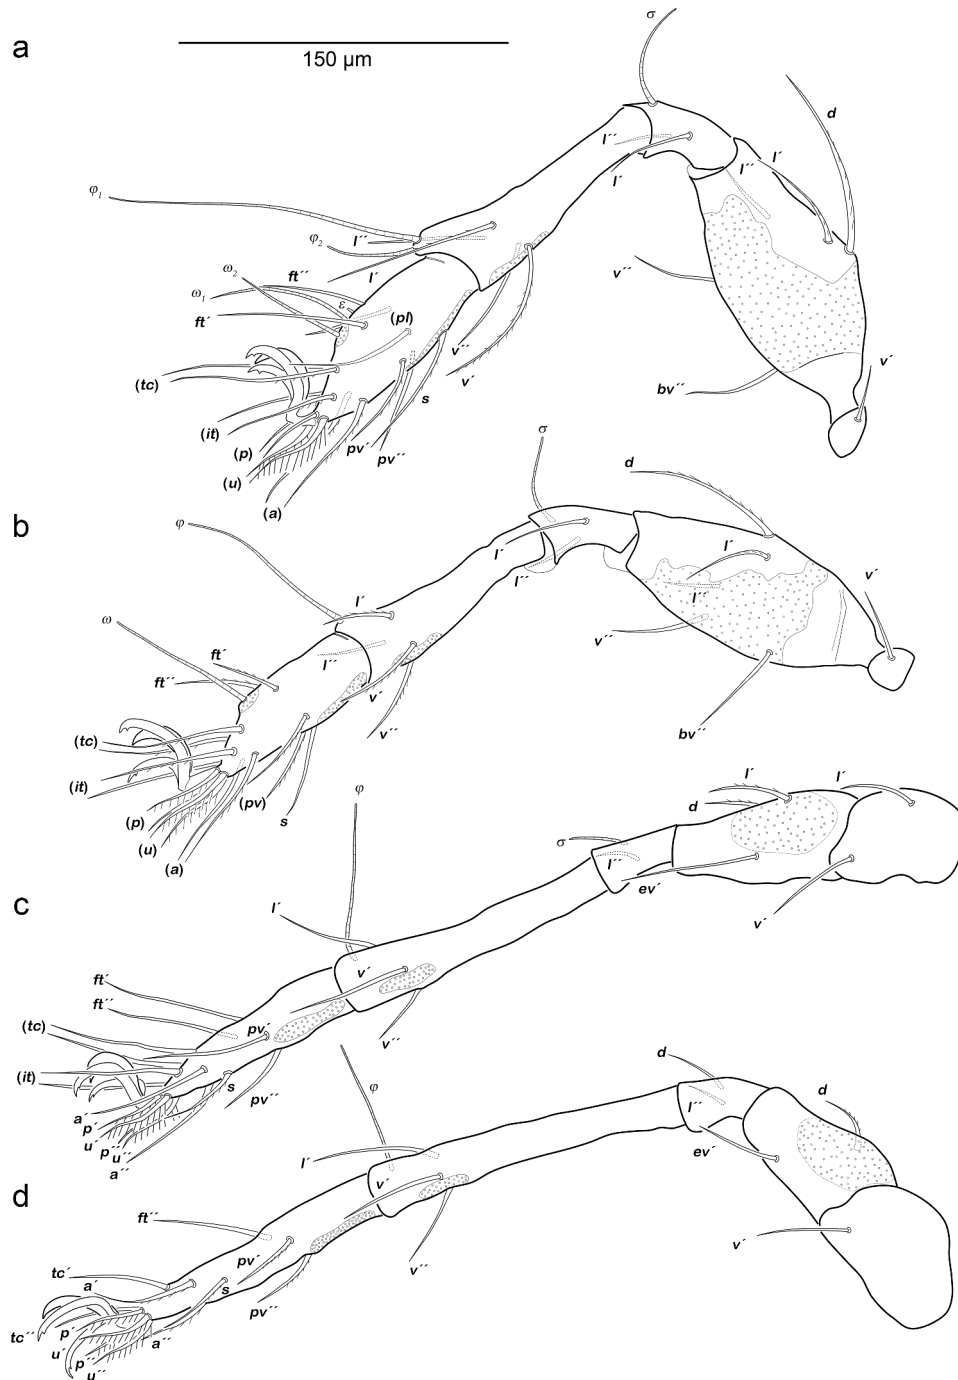 a
150 µm
σ
d
l´´
l´
l´
l´´
φ1
l´´
φ2
l´
ω2
ft´´
ω1
ε
ft´
(pl)
v´´
v´´
v´
(tc)
s
bv´´
v´
(it)
(p)
pv´
pv´´
(u)
(a)
b
σ
d
φ
l´
l´´
l´
l´´
v´
l´
v´´
ω
ft´
l´´
ft´´
v´
v´´
bv´´
(tc)
(it)
(pv)
(p)
s
(u)
(a)
c
φ
l´
l´
d
σ
l´´
ev´
v´
l´
v´
ft´
ft´´
(tc)
pv´
v´´
(it)
s
pv´´
a´
p´
u´
p´´
u´´
a´´
d
φ
d
d
l´´
l´
ev´
v´
ft´´
v´
pv´
v´´
tc´
a´
s
pv´´
tc´´
p´
u´
a´´
p´´
u´´